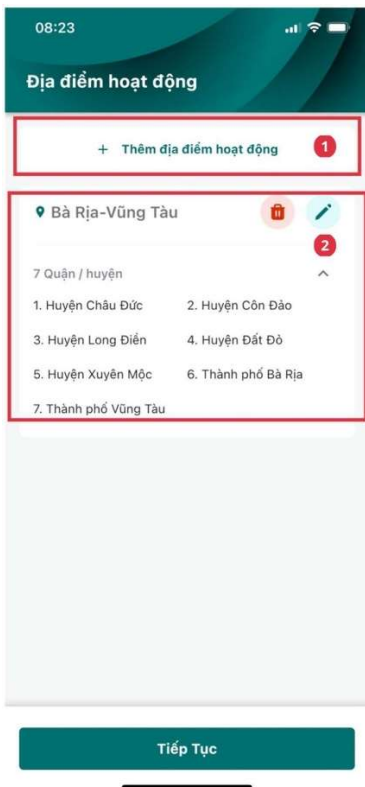 08:23
Địa điểm hoạt động
+ Thêm địa điểm hoạt động 1
Bà Rịa-Vũng Tàu
2
7 Quận / huyện
1. Huyện Châu Đức 2. Huyện Côn Đảo
3. Huyện Long Điền 4. Huyện Đất Đỏ
5. Huyện Xuyên Mộc 6. Thành phố Bà Rịa
7. Thành phố Vũng Tàu
Tiếp Tục